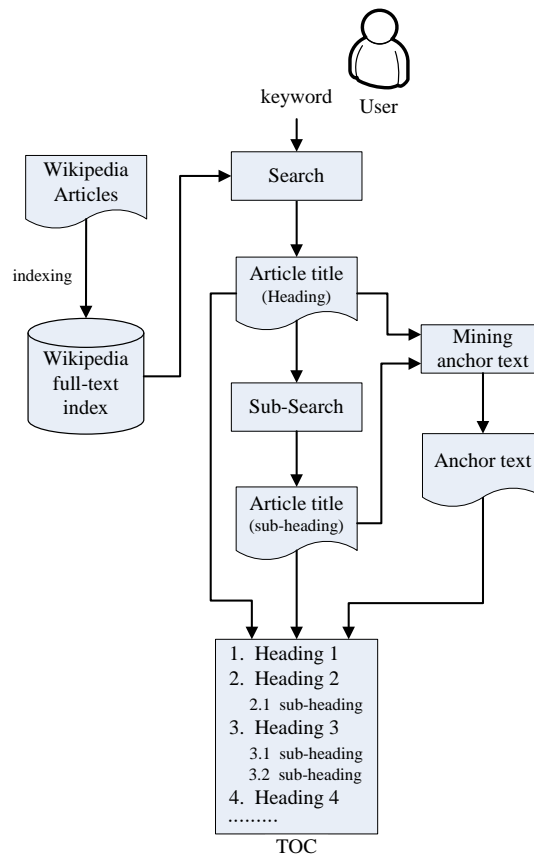 keyword
User
Search
Wikipedia
Articles
indexing
Wikipedia
full-text
index
Article title
(Heading)
Mining
anchor text
Sub-Search
Anchor text
Article title
(sub-heading)
1. Heading 1
2. Heading 2
2.1 sub-heading
3. Heading 3
3.1 sub-heading
3.2 sub-heading
4. Heading 4
.........
TOC